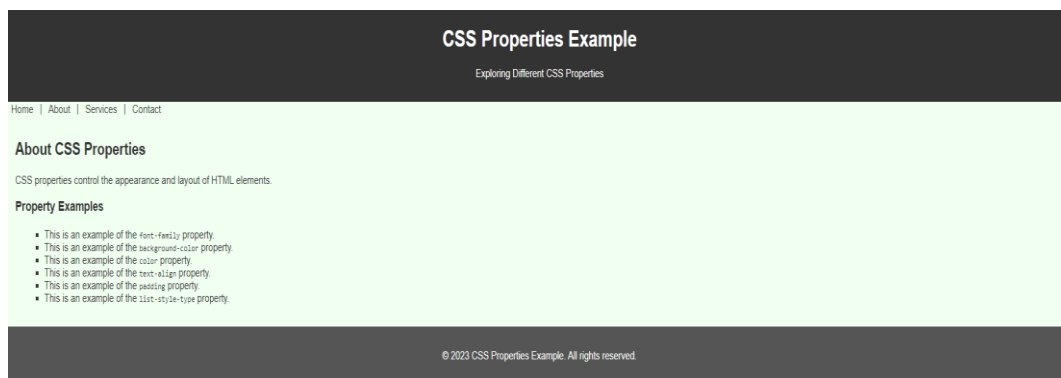 CSS Properties Example
Exploring Different CSS Properties
Home | About | Services | Contact
About CSS Properties
CSS properties control the appearance and layout of HTML elements.
Property Examples
This is an example of the font-family property.
This is an example of the background-color property.
This is an example of the color property.
This is an example of the text-align property.
This is an example of the padding property.
This is an example of the list-style-type property.
© 2023 CSS Properties Example. All rights reserved.